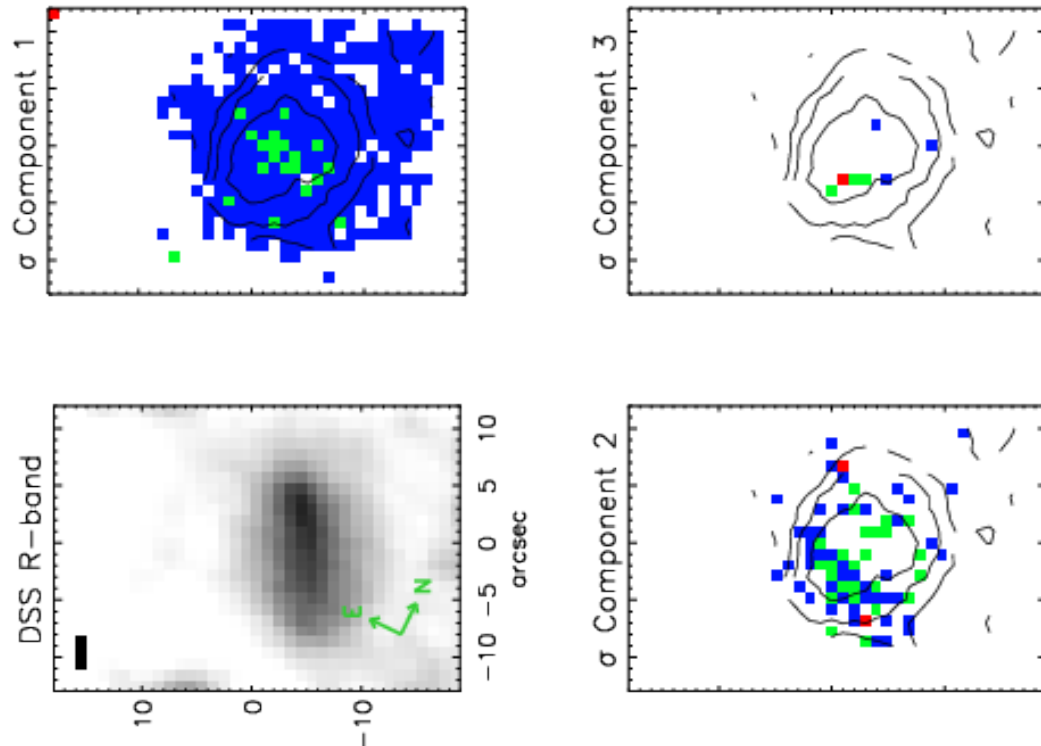 σ Component 1
σ Component 3
DSS R-band
10
0
-10
10
5
0
-5
-10
arcsec
E
N
σ Component 2